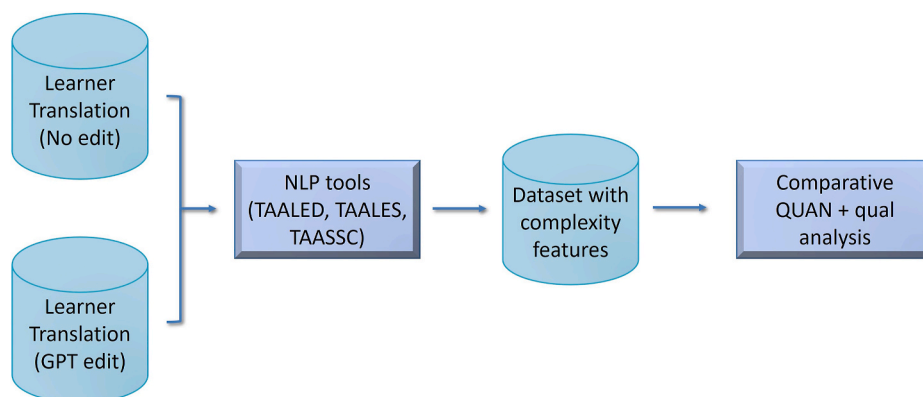 Learner
Translation
(No edit)
Learner
Translation
(GPT edit)
NLP tools
(TAALED, TAALES,
TAASSC)
Dataset with
complexity
features
Comparative
QUAN + qual
analysis